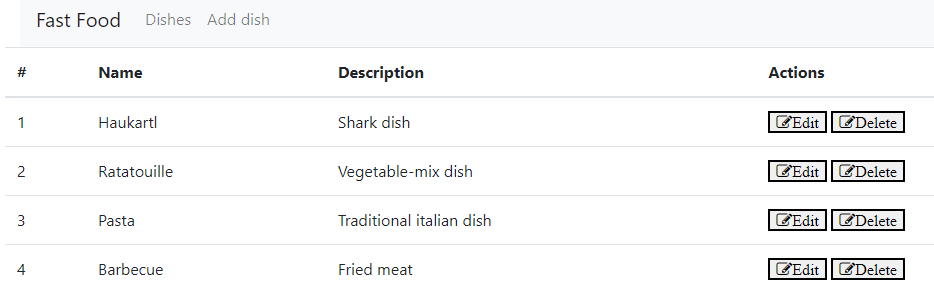 Fast Food Dishes Add dish
# Name Description Actions
1 Haukartl Shark dish Edit Delete
2 Ratatouille Vegetable-mix dish Edit Delete
3 Pasta Traditional italian dish Edit Delete
4 Barbecue Fried meat Edit Delete